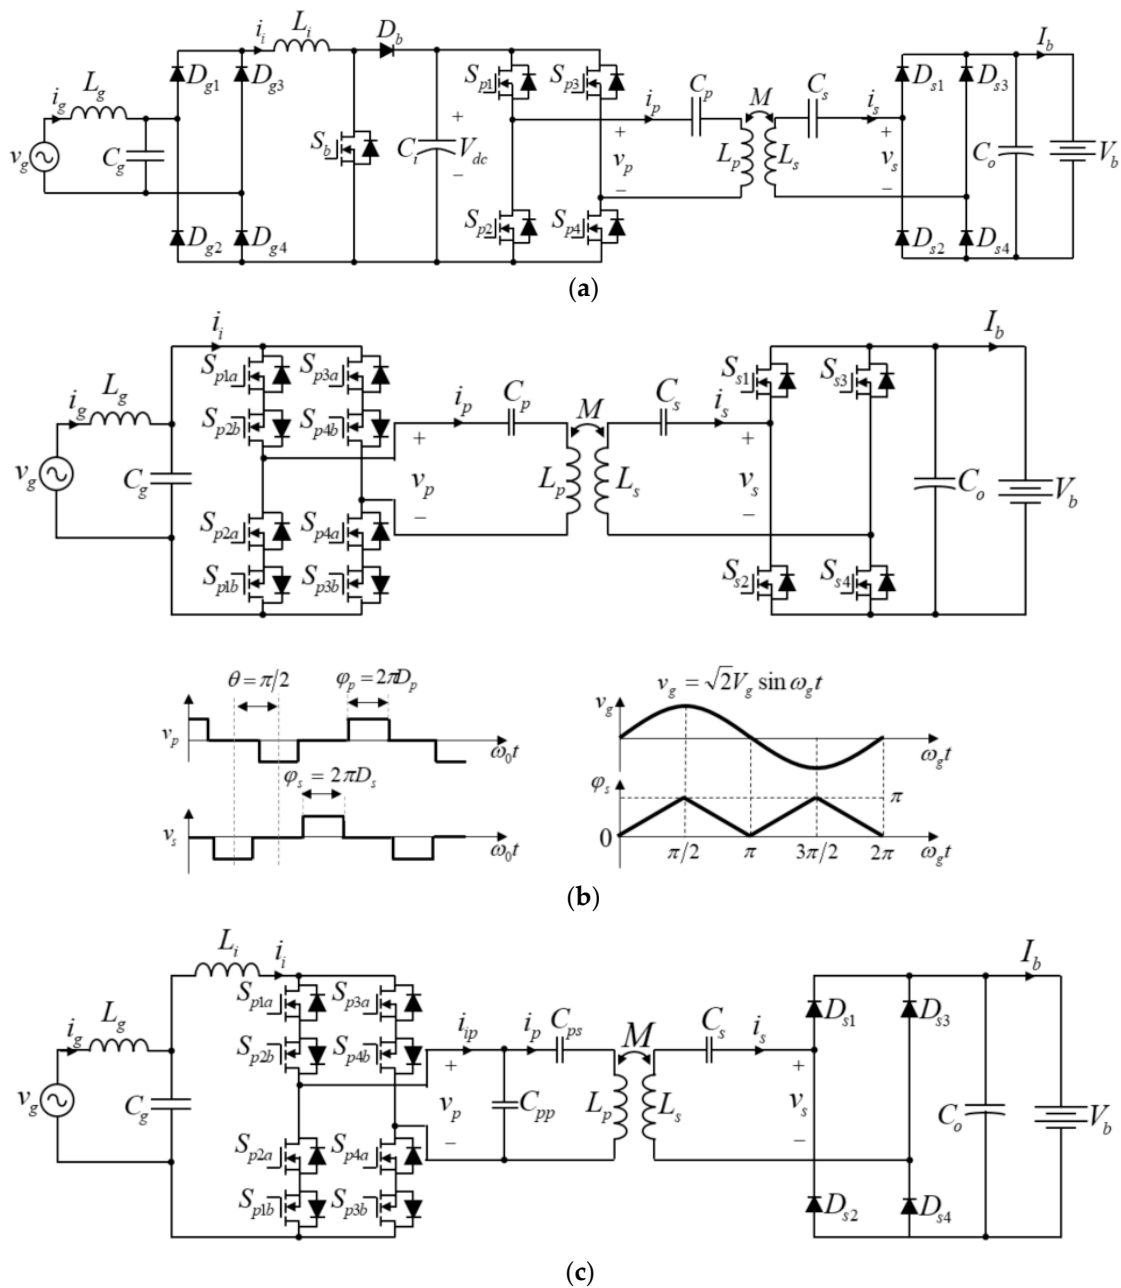 i_i L_i D_b I_b
D_g1 D_g3 S_p1 S_p3 D_s1 D_s3
i_g L_g i_p C_p M C_s i_s
v_g C_g S_b C_i + V_dc − + v_p − L_p L_s + v_s − C_o V_b
D_g2 D_g4 S_p2 S_p4 D_s2 D_s4
(a)
i_i I_b
S_p1a S_p3a S_s1 S_s3
i_g L_g S_p2b S_p4b i_p C_p M C_s i_s
v_g C_g + v_p − L_p L_s + v_s − C_o V_b
S_p2a S_p4a
S_p1b S_p3b S_s2 S_s4
θ = π/2 φ_p = 2πD_p
v_p ω_0t
φ_s = 2πD_s
v_s ω_0t
v_g = √2V_g sin ω_gt
v_g ω_gt
φ_s π
0 π/2 π 3π/2 2π ω_gt
(b)
L_i i_i I_b
S_p1a S_p3a D_s1 D_s3
i_g L_g S_p2b S_p4b i_ip i_p C_ps M C_s i_s
v_g C_g + v_p − C_pp L_p L_s + v_s − C_o V_b
S_p2a S_p4a
S_p1b S_p3b D_s2 D_s4
(c)